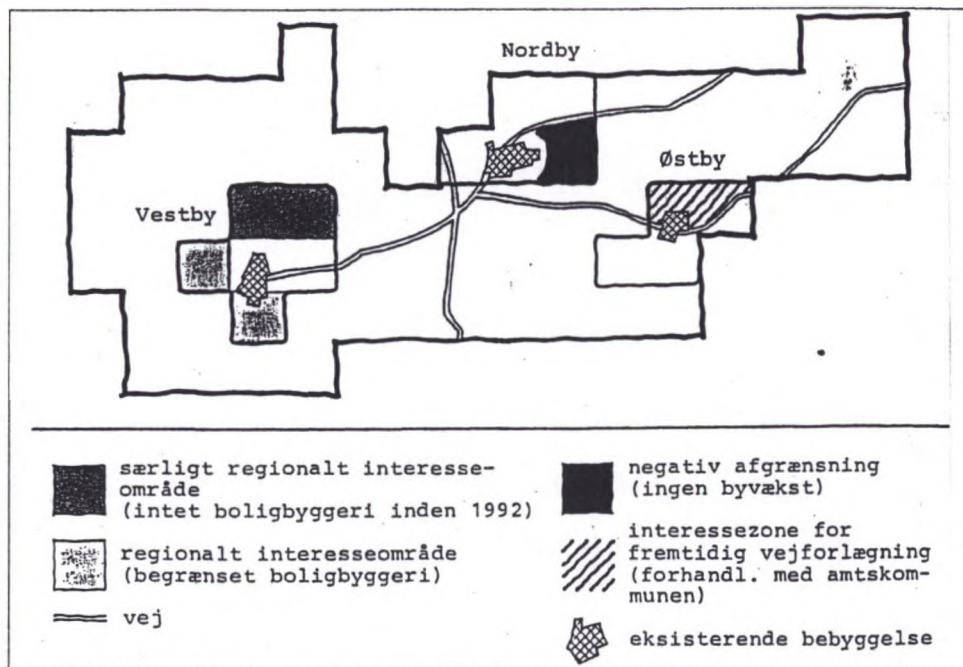 Nordby
Østby
Vestby
særligt regionalt interesse-
område
(intet boligbyggeri inden 1992)
regionalt interesseområde
(begrænset boligbyggeri)
vej
negativ afgrænsning
(ingen byvækst)
interessezone for
fremtidig vejforlægning
(forhandl. med amtskom-
munen)
eksisterende bebyggelse